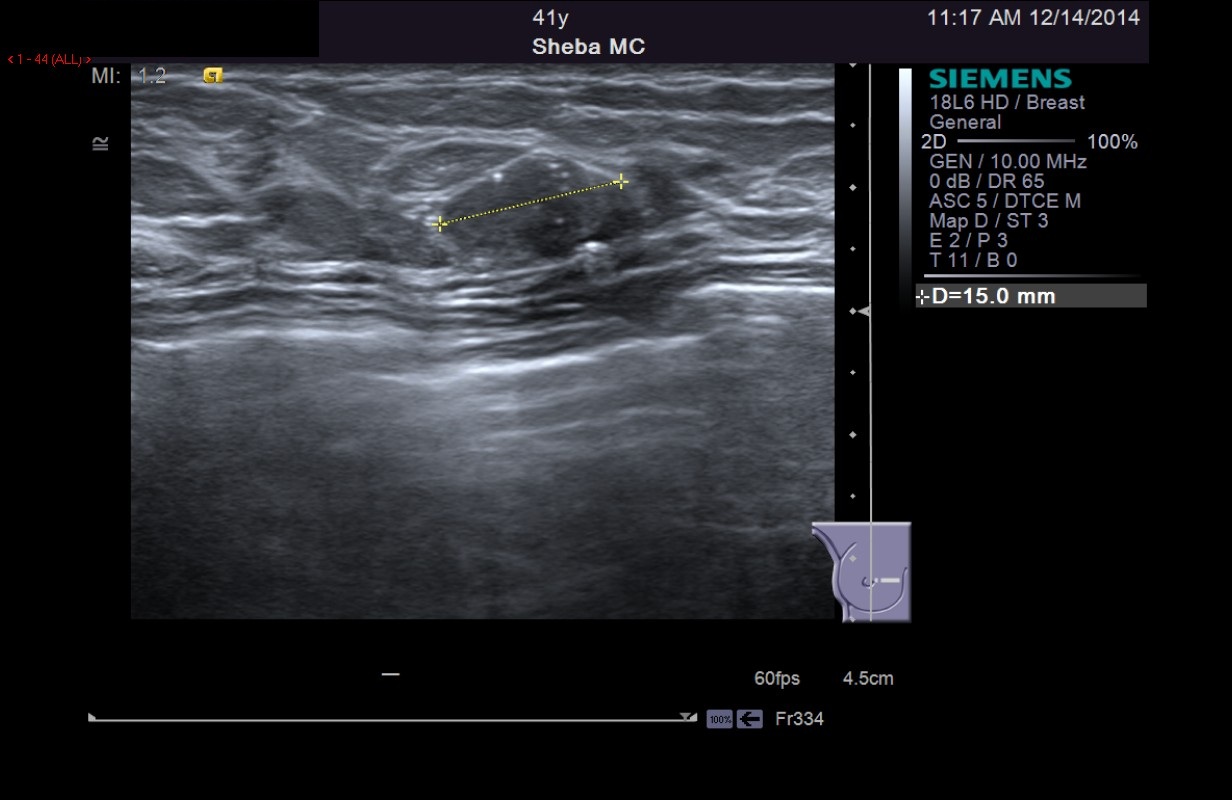 41y
11:17 AM 12/14/2014
Sheba MC
< 1 - 44 (ALL) >
MI: 1.2
SIEMENS
18L6 HD / Breast
General
2D 100%
GEN / 10.00 MHz
0 dB / DR 65
ASC 5 / DTCE M
Map D / ST 3
E 2 / P 3
T 11 / B 0
D=15.0 mm
60fps 4.5cm
100% Fr334